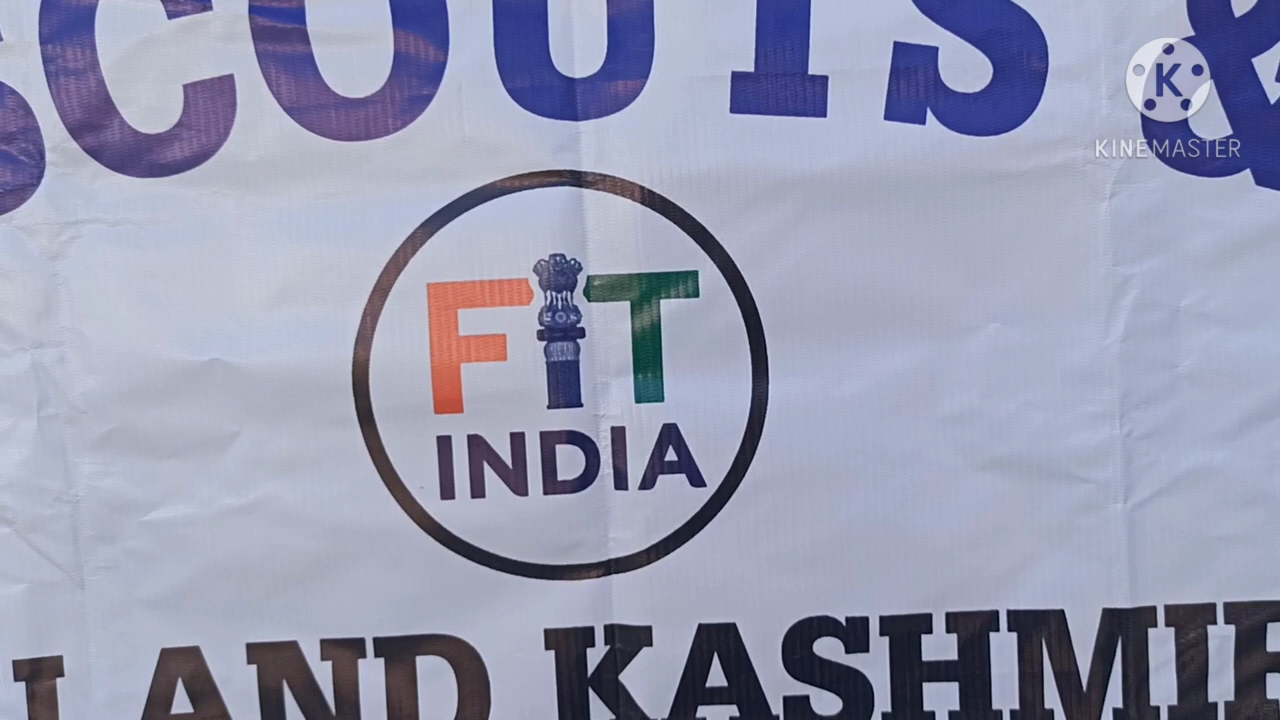 SCOUTS &
KINEMASTER
FIT
INDIA
AND KASHMIR